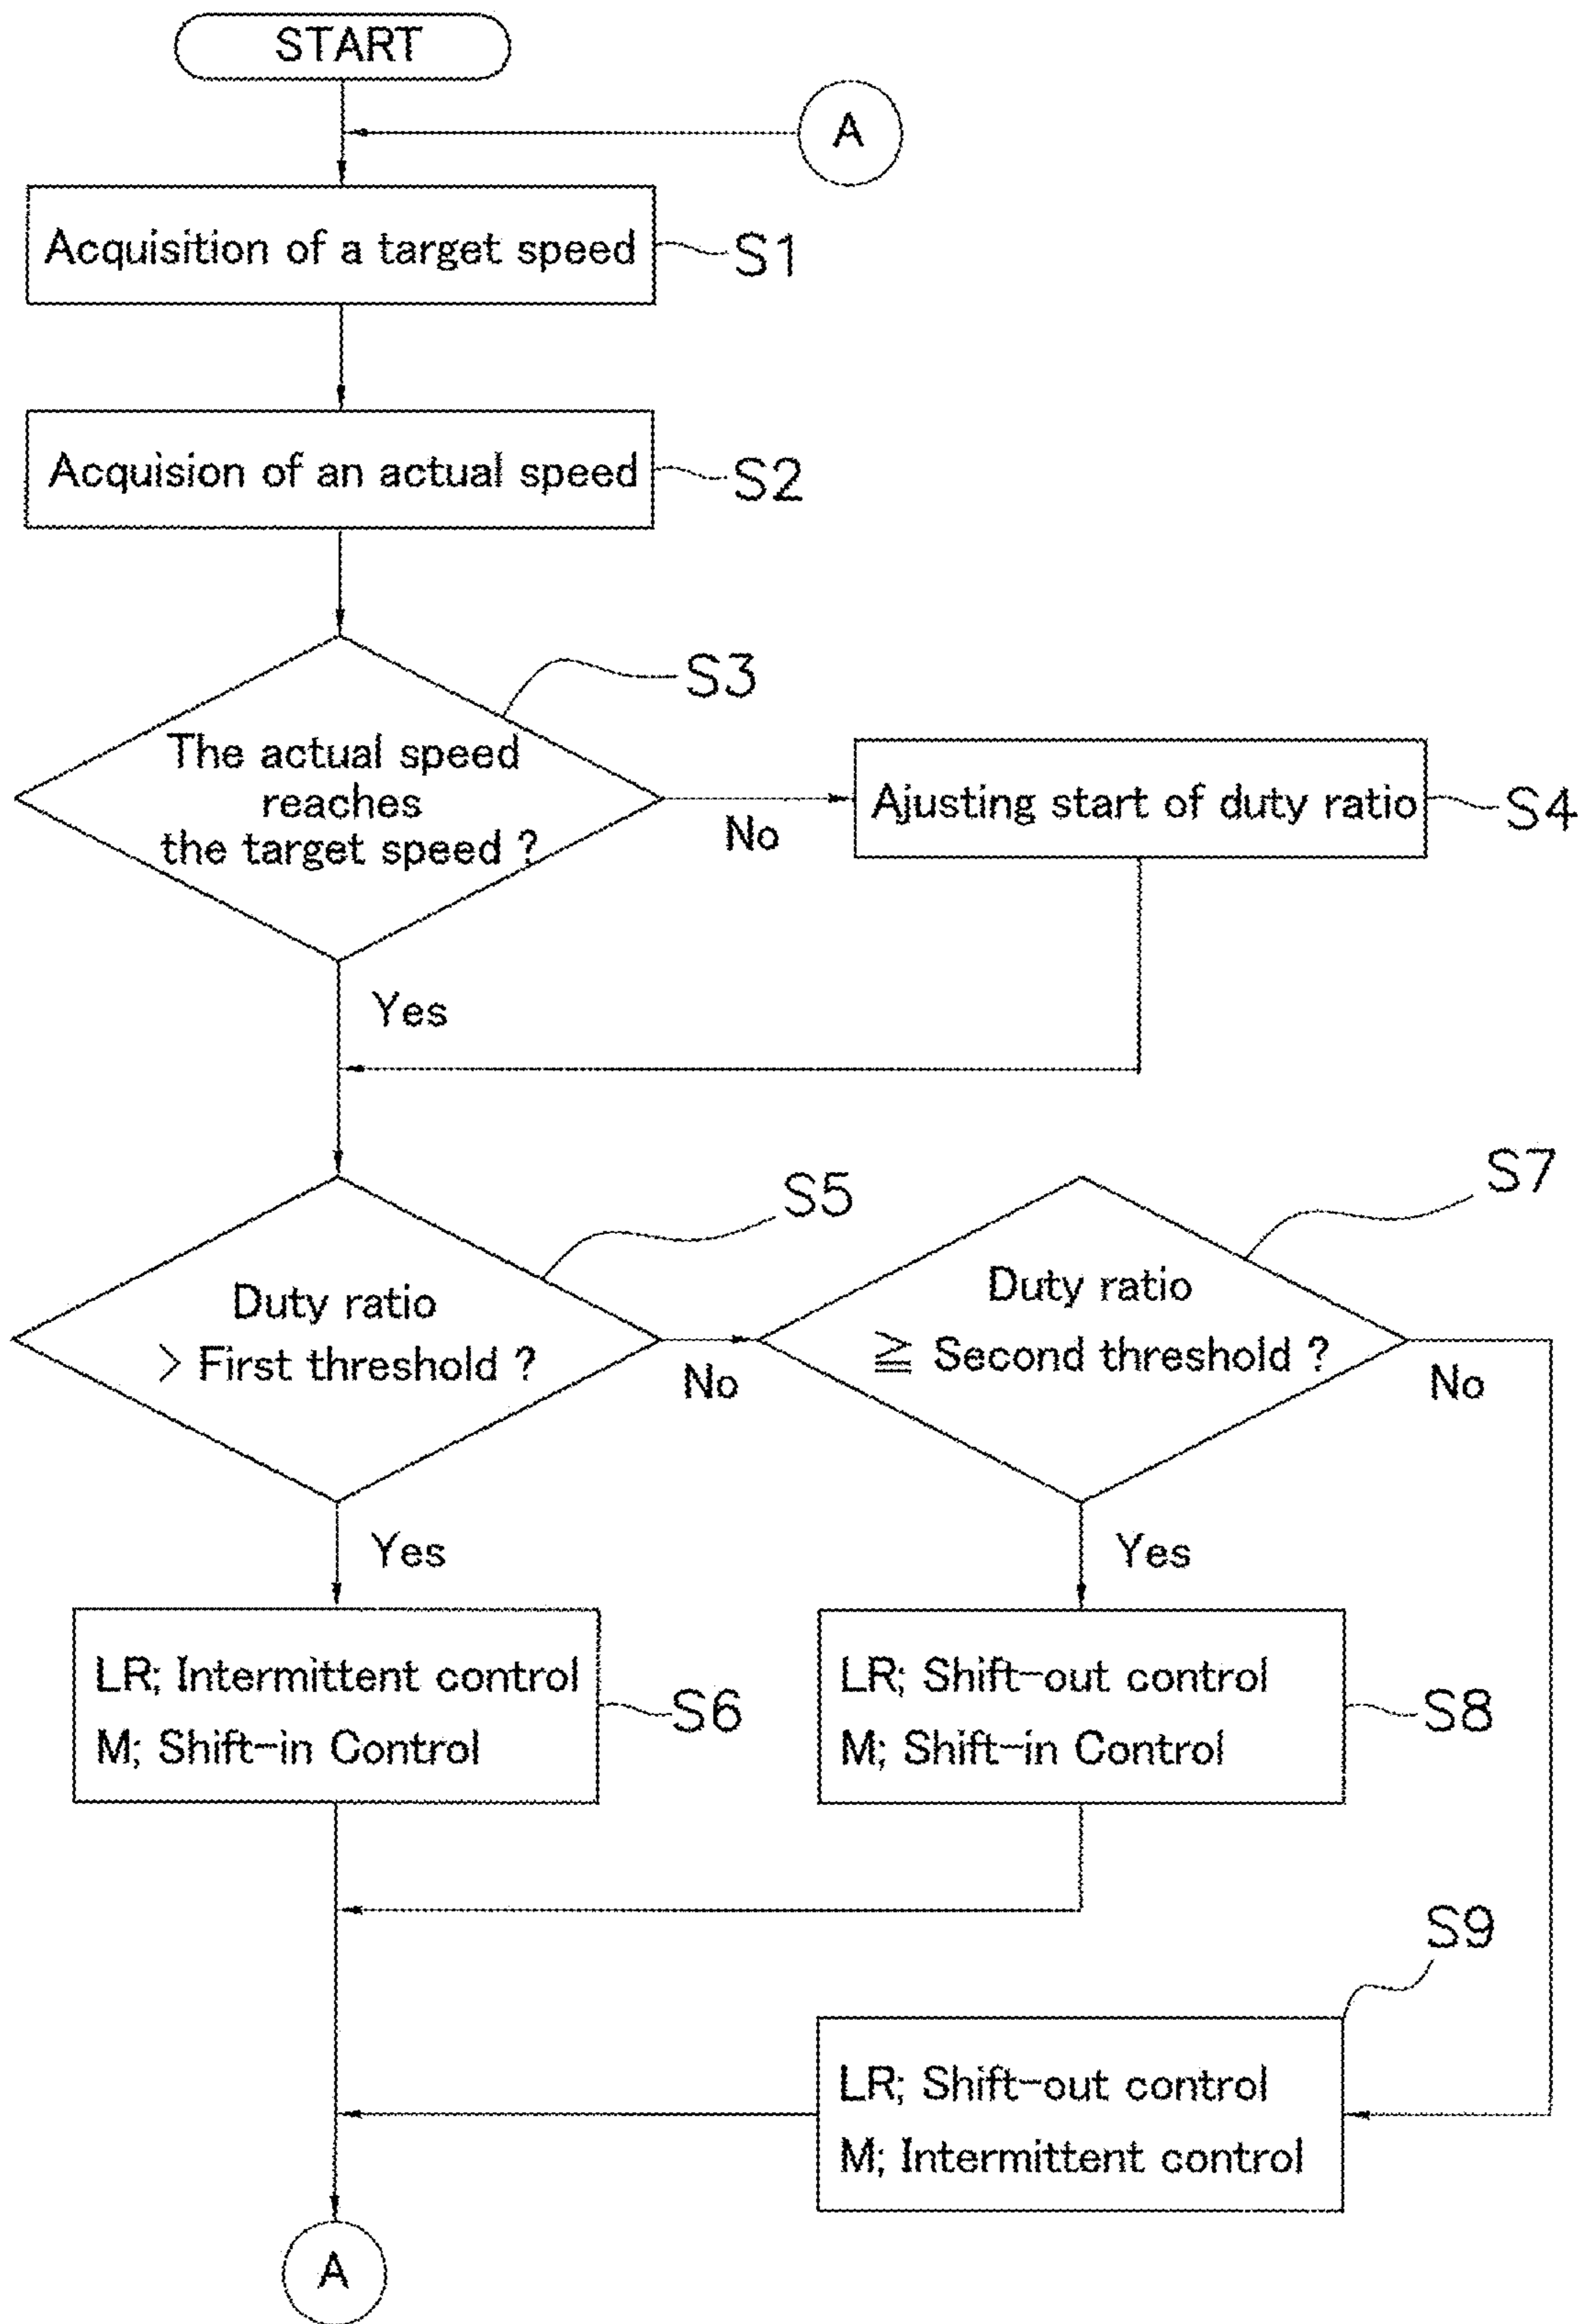 START
A
Acquisition of a target speed
S1
Acquision of an actual speed
S2
S3
The actual speed
reaches
the target speed ?
No
Ajusting start of duty ratio
S4
Yes
S5
Duty ratio
> First threshold ?
No
S7
Duty ratio
≧ Second threshold ?
No
Yes
Yes
LR; Intermittent control
M; Shift-in Control
S6
LR; Shift-out control
M; Shift-in Control
S8
S9
LR; Shift-out control
M; Intermittent control
A